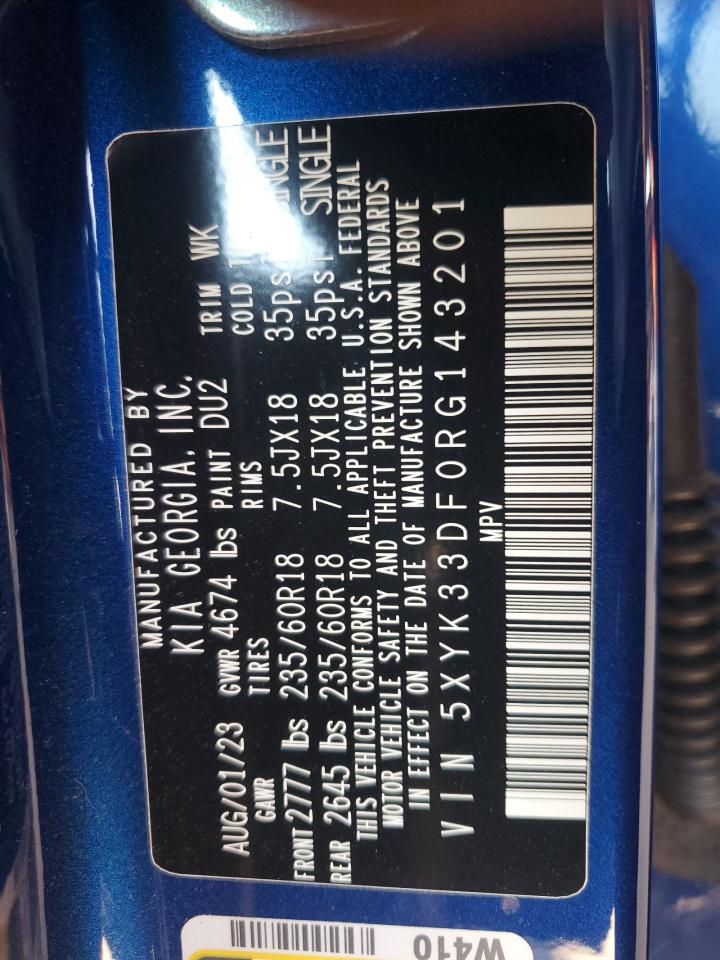 MANUFACTURED BY
KIA GEORGIA, INC.
AUG/01/23 GVWR 4674 lbs PAINT DU2 TRIM WK
GAWR TIRES RIMS COLD
FRONT 2777 lbs 235/60R18 7.5JX18 35psi SINGLE
REAR 2645 lbs 235/60R18 7.5JX18 35psi SINGLE
THIS VEHICLE CONFORMS TO ALL APPLICABLE U.S.A. FEDERAL
MOTOR VEHICLE SAFETY AND THEFT PREVENTION STANDARDS
IN EFFECT ON THE DATE OF MANUFACTURE SHOWN ABOVE
VIN 5XYK33DF0RG143201
MPV
W410